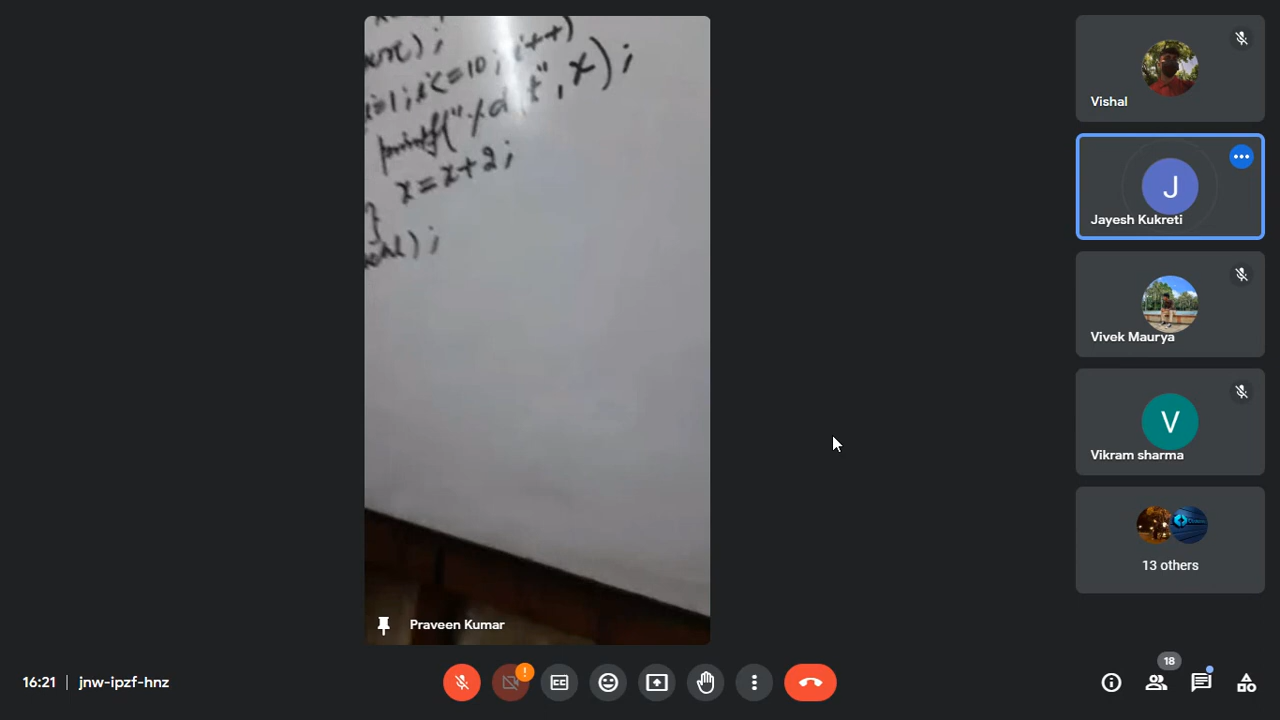 i=1; i<=10; i++)
printf("%d\t", x);
x=x+2;
}
);
Praveen Kumar
Vishal
J
Jayesh Kukreti
Vivek Maurya
V
Vikram sharma
13 others
16:21 | jnw-ipzf-hnz
18